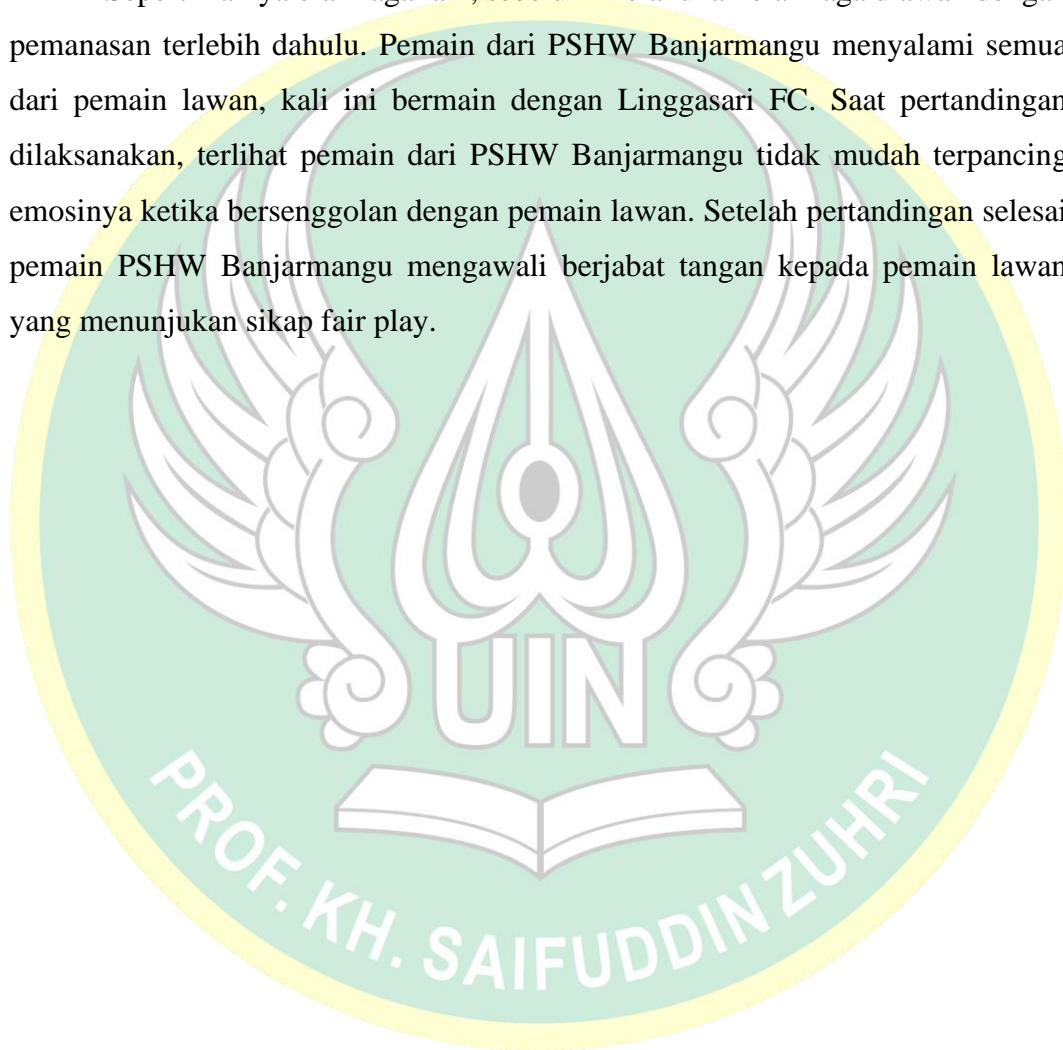 pemanasan terlebih dahulu. Pemain dari PSHW Banjarmangu menyalami semua
dari pemain lawan, kali ini bermain dengan Linggasari FC. Saat pertandingan
dilaksanakan, terlihat pemain dari PSHW Banjarmangu tidak mudah terpancing
emosinya ketika bersenggolan dengan pemain lawan. Setelah pertandingan selesai
pemain PSHW Banjarmangu mengawali berjabat tangan kepada pemain lawan
yang menunjukan sikap fair play.
UIN
PROF. KH. SAIFUDDIN ZUHRI